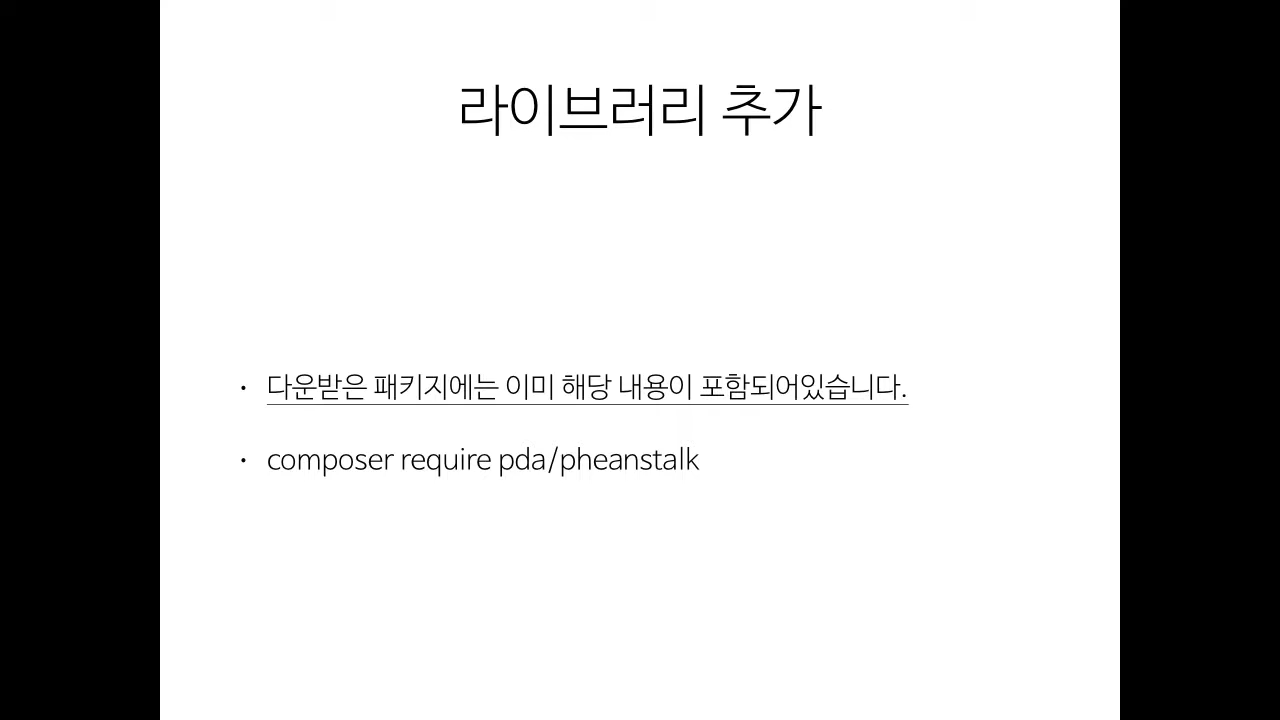 라이브러리 추가
• 다운받은 패키지에는 이미 해당 내용이 포함되어있습니다.
• composer require pda/pheanstalk